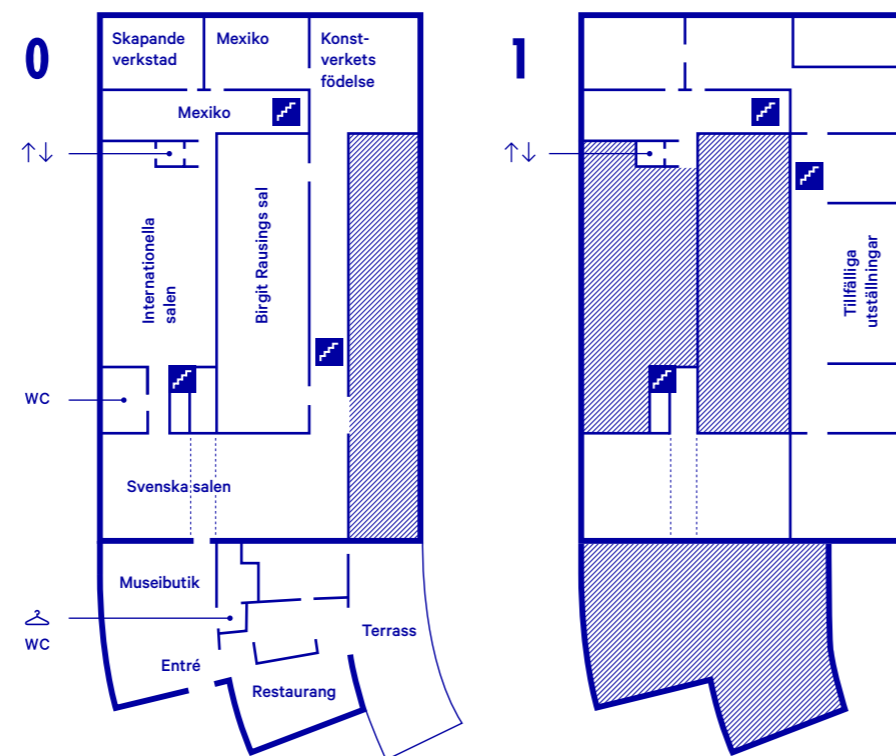 0
Skapande
verkstad
Mexiko
Konst-
verkets
födelse
Mexiko
↑↓
Internationella
salen
Birgit Rausings sal
WC
Svenska salen
Museibutik
WC
Terrass
Entré
Restaurang
1
↑↓
Tillfälliga
utställningar